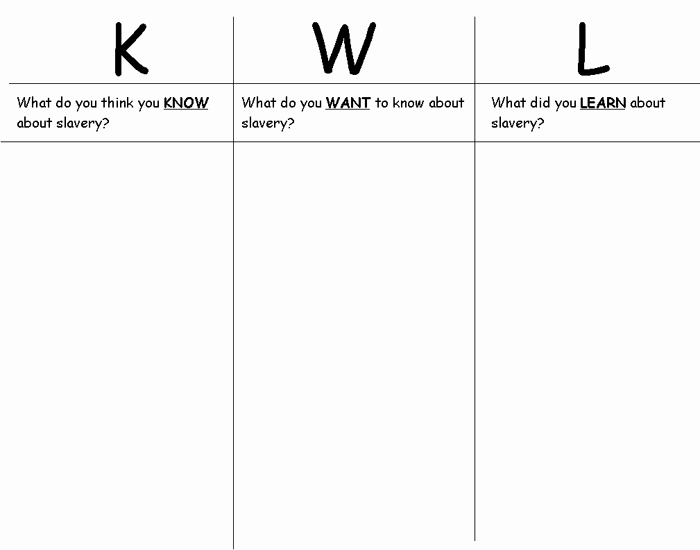 K
W
L
What do you think you KNOW
about slavery?
What do you WANT to know about
slavery?
What did you LEARN about
slavery?